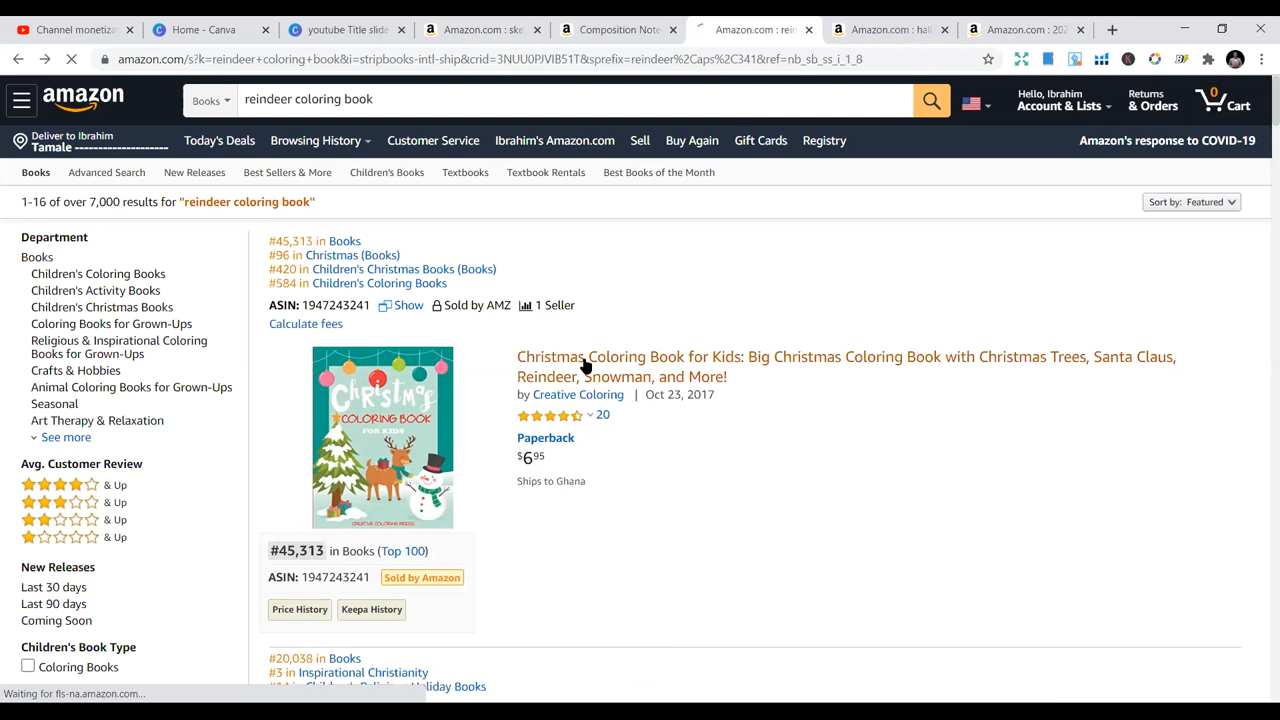 Channel monetiza
Home - Canva
youtube Title slide
Amazon.com : ske
Composition Note
Amazon.com : rein
Amazon.com : hall
Amazon.com : 202
amazon.com/s?k=reindeer+coloring+book&i=stripbooks-intl-ship&crid=3NUU0PJVIB51T&sprefix=reindeer%2Caps%2C341&ref=nb_sb_ss_i_1_8
amazon
Books
reindeer coloring book
Hello, Ibrahim
Account & Lists
Returns
& Orders
0
Cart
Deliver to Ibrahim
Tamale
Today's Deals
Browsing History
Customer Service
Ibrahim's Amazon.com
Sell
Buy Again
Gift Cards
Registry
Amazon's response to COVID-19
Books
Advanced Search
New Releases
Best Sellers & More
Children's Books
Textbooks
Textbook Rentals
Best Books of the Month
1-16 of over 7,000 results for "reindeer coloring book"
Sort by: Featured
Department
Books
Children's Coloring Books
Children's Activity Books
Children's Christmas Books
Coloring Books for Grown-Ups
Religious & Inspirational Coloring
Books for Grown-Ups
Crafts & Hobbies
Animal Coloring Books for Grown-Ups
Seasonal
Art Therapy & Relaxation
See more
Avg. Customer Review
& Up
& Up
& Up
& Up
New Releases
Last 30 days
Last 90 days
Coming Soon
Children's Book Type
Coloring Books
Waiting for fls-na.amazon.com...
#45,313 in Books
#96 in Christmas (Books)
#420 in Children's Christmas Books (Books)
#584 in Children's Coloring Books
ASIN: 1947243241 Show Sold by AMZ 1 Seller
Calculate fees
Christmas
COLORING BOOK
FOR KIDS
CREATIVE COLORING PRESS
Christmas Coloring Book for Kids: Big Christmas Coloring Book with Christmas Trees, Santa Claus,
Reindeer, Snowman, and More!
by Creative Coloring | Oct 23, 2017
20
Paperback
$6 95
Ships to Ghana
#45,313 in Books (Top 100)
ASIN: 1947243241 Sold by Amazon
Price History
Keepa History
#20,038 in Books
#3 in Inspirational Christianity
Holiday Books